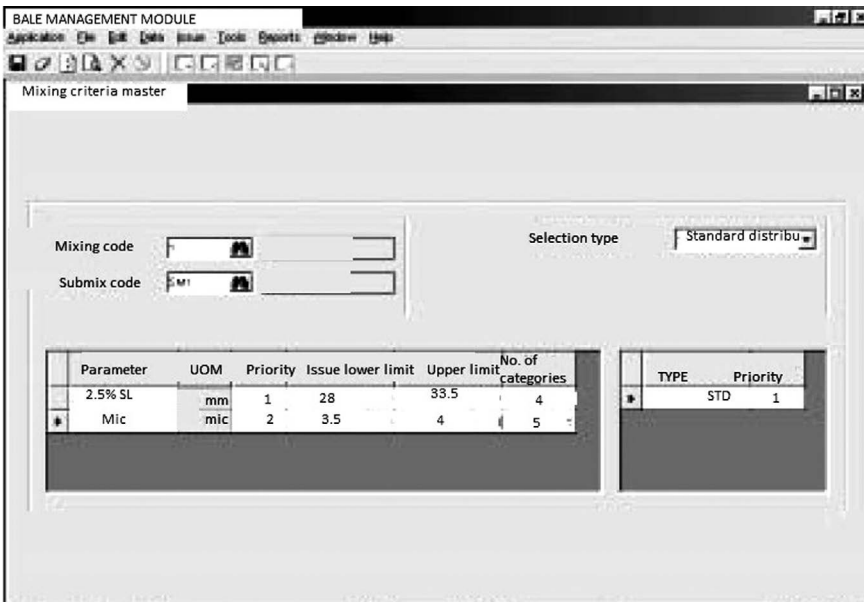 BALE MANAGEMENT MODULE
Application File Edit Data Issue Tools Reports Window Help
Mixing criteria master
Mixing code
Selection type Standard distribu
Submix code SM1
Parameter UOM Priority Issue lower limit Upper limit No. of categories
2.5% SL mm 1 28 33.5 4
Mic mic 2 3.5 4 5
TYPE Priority
STD 1